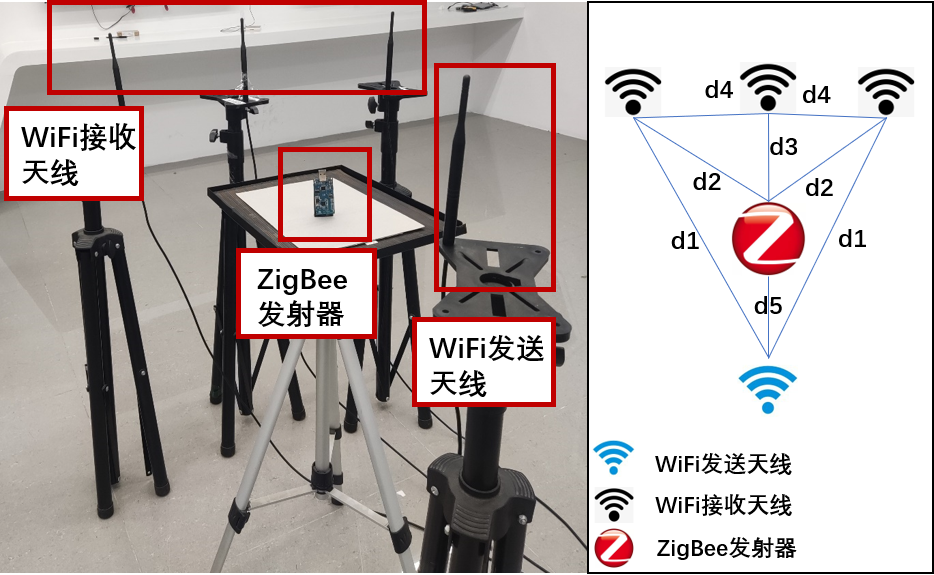 WiFi接收
天线
ZigBee
发射器
WiFi发送
天线
d4
d4
d3
d2
d2
d1
d1
d5
WiFi发送天线
WiFi接收天线
ZigBee发射器